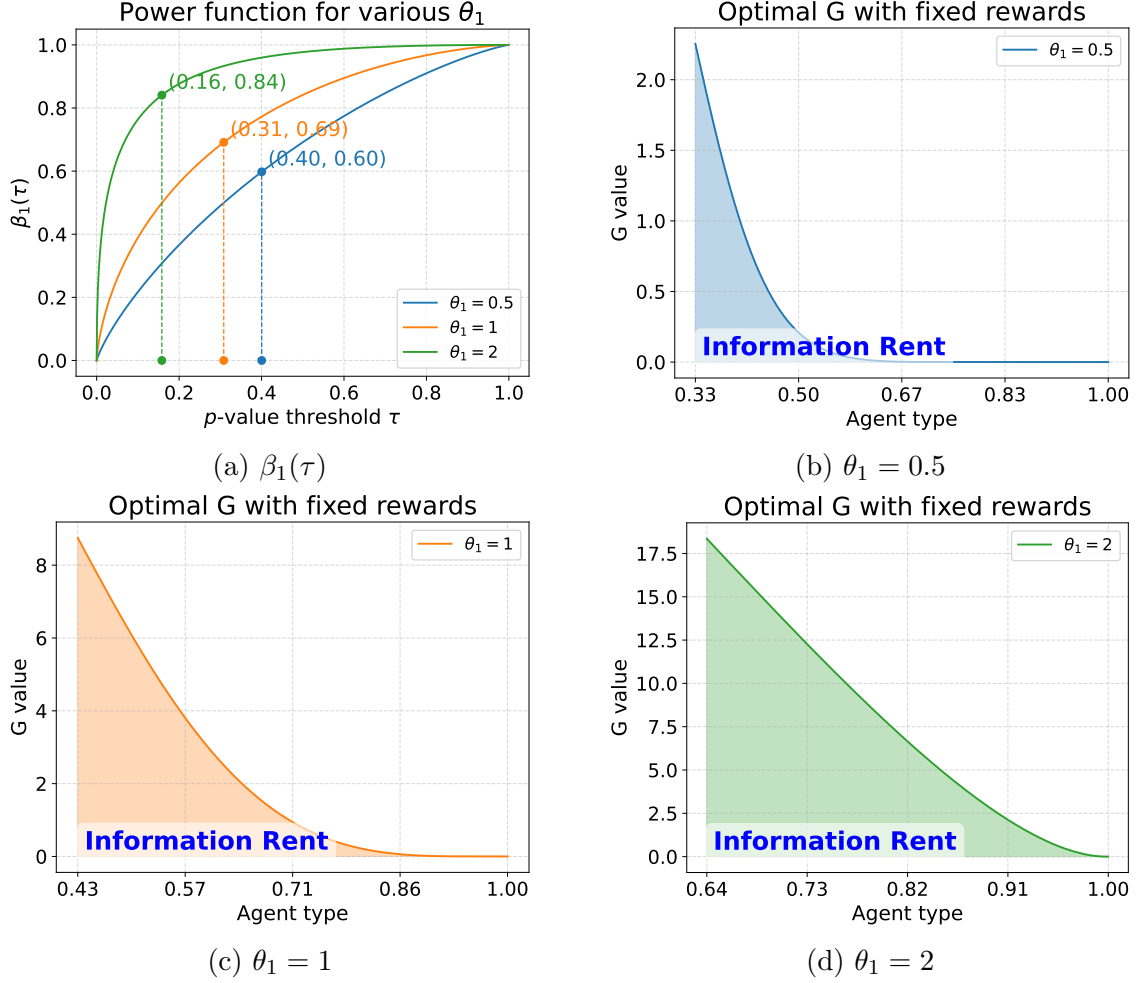 Power function for various θ₁
1.0
0.8
0.6
0.4
0.2
0.0
β₁(τ)
(0.16, 0.84)
(0.31, 0.69)
(0.40, 0.60)
θ₁ = 0.5
θ₁ = 1
θ₁ = 2
0.0 0.2 0.4 0.6 0.8 1.0
p-value threshold τ
(a) β₁(τ)
Optimal G with fixed rewards
θ₁ = 0.5
2.0
1.5
1.0
0.5
0.0
G value
Information Rent
0.33 0.50 0.67 0.83 1.00
Agent type
(b) θ₁ = 0.5
Optimal G with fixed rewards
θ₁ = 1
8
6
4
2
0
G value
Information Rent
0.43 0.57 0.71 0.86 1.00
Agent type
(c) θ₁ = 1
Optimal G with fixed rewards
θ₁ = 2
17.5
15.0
12.5
10.0
7.5
5.0
2.5
0.0
G value
Information Rent
0.64 0.73 0.82 0.91 1.00
Agent type
(d) θ₁ = 2